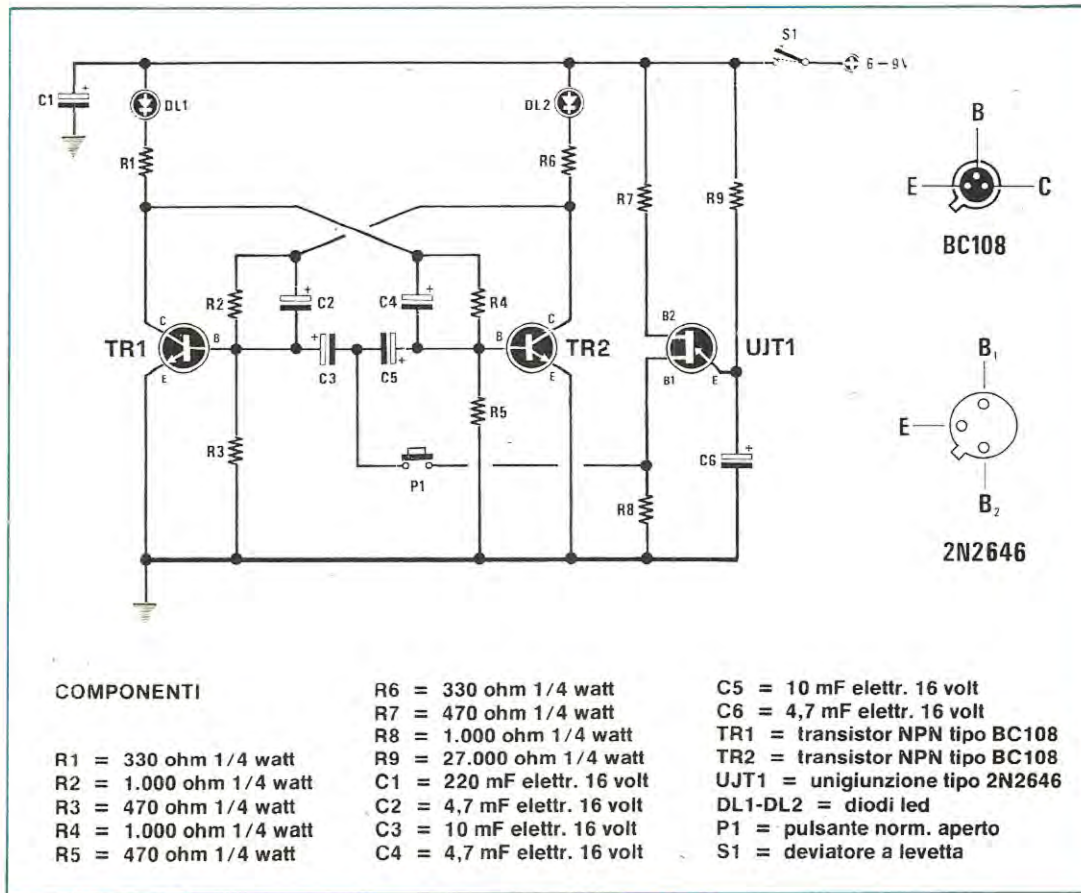 S1
6-9V
C1
+
DL1
DL2
R1
R6
R7
R9
B
E
C
BC108
R2
C2
+
C4
+
R4
C
TR1
B
E
+
C3
C5
+
B
C
TR2
E
B2
UJT1
B1
E
R3
R5
P1
R8
C6
+
B1
E
B2
2N2646
COMPONENTI
R1 = 330 ohm 1/4 watt
R2 = 1.000 ohm 1/4 watt
R3 = 470 ohm 1/4 watt
R4 = 1.000 ohm 1/4 watt
R5 = 470 ohm 1/4 watt
R6 = 330 ohm 1/4 watt
R7 = 470 ohm 1/4 watt
R8 = 1.000 ohm 1/4 watt
R9 = 27.000 ohm 1/4 watt
C1 = 220 mF elettr. 16 volt
C2 = 4,7 mF elettr. 16 volt
C3 = 10 mF elettr. 16 volt
C4 = 4,7 mF elettr. 16 volt
C5 = 10 mF elettr. 16 volt
C6 = 4,7 mF elettr. 16 volt
TR1 = transistor NPN tipo BC108
TR2 = transistor NPN tipo BC108
UJT1 = unigiunzione tipo 2N2646
DL1-DL2 = diodi led
P1 = pulsante norm. aperto
S1 = deviatore a levetta